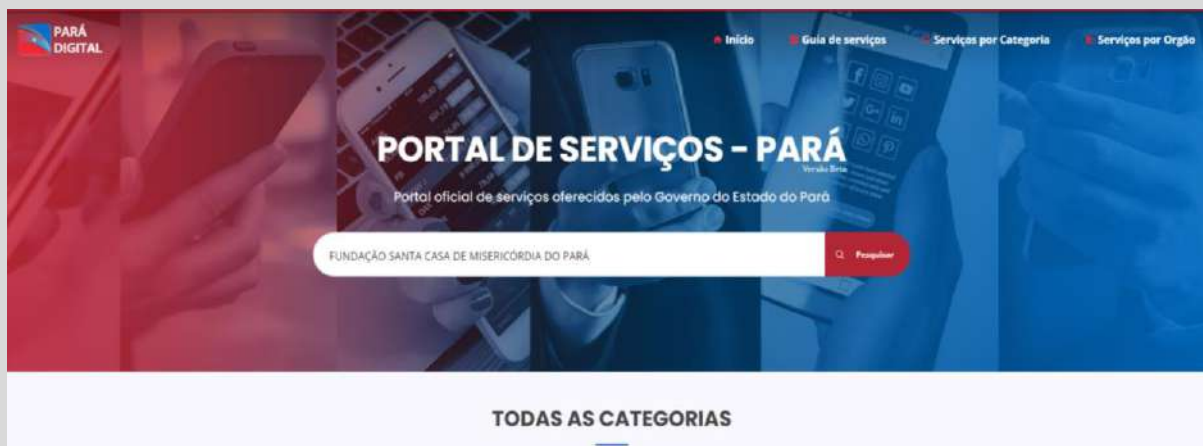 PARÁ
DIGITAL
Início
Guia de serviços
Serviços por Categoria
Serviços por Orgão
PORTAL DE SERVIÇOS – PARÁ
Versão Beta
Portal oficial de serviços oferecidos pelo Governo do Estado do Pará
FUNDAÇÃO SANTA CASA DE MISERICÓRDIA DO PARÁ
Pesquisar
TODAS AS CATEGORIAS